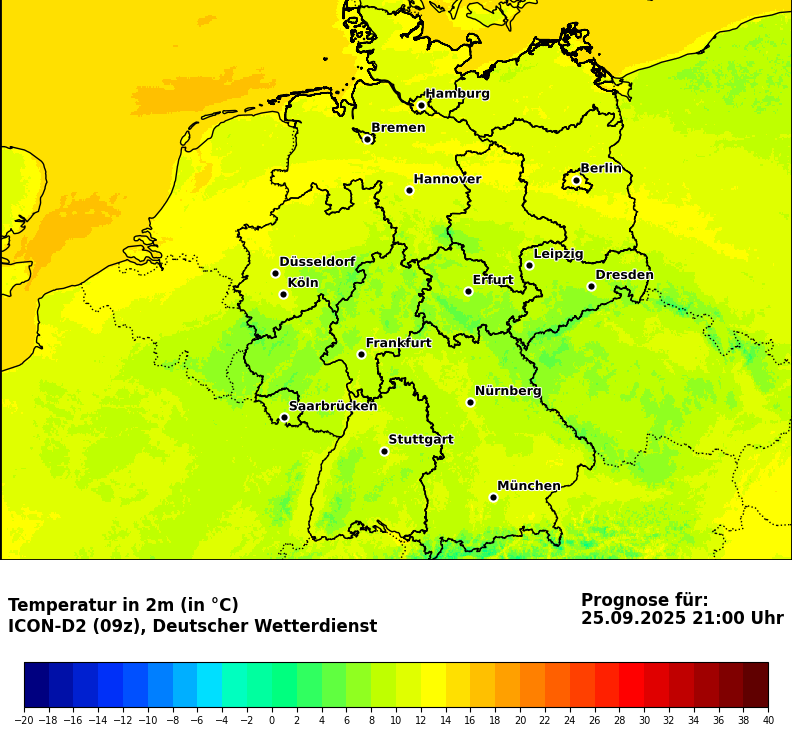 Hamburg
Bremen
Berlin
Hannover
Leipzig
Düsseldorf
Dresden
Köln
Erfurt
Frankfurt
Nürnberg
Saarbrücken
Stuttgart
München
Temperatur in 2m (in °C)
ICON-D2 (09z), Deutscher Wetterdienst
Prognose für:
25.09.2025 21:00 Uhr
−20 −18 −16 −14 −12 −10 −8 −6 −4 −2 0 2 4 6 8 10 12 14 16 18 20 22 24 26 28 30 32 34 36 38 40